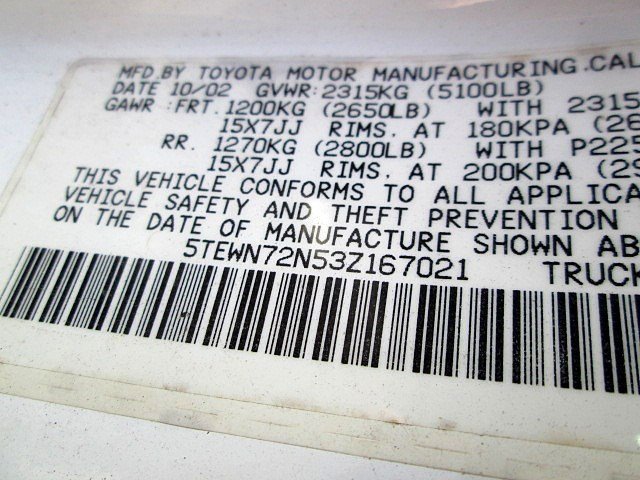 MFD.BY TOYOTA MOTOR MANUFACTURING.CAL
DATE 10/02 GVWR:2315KG (5100LB)
GAWR :FRT.1200KG (2650LB) WITH 2315
15X7JJ RIMS. AT 180KPA (26
RR. 1270KG (2800LB) WITH P225
15X7JJ RIMS. AT 200KPA (29
THIS VEHICLE CONFORMS TO ALL APPLICA
VEHICLE SAFETY AND THEFT PREVENTION
ON THE DATE OF MANUFACTURE SHOWN AB
5TEWN72N53Z167021 TRUCK